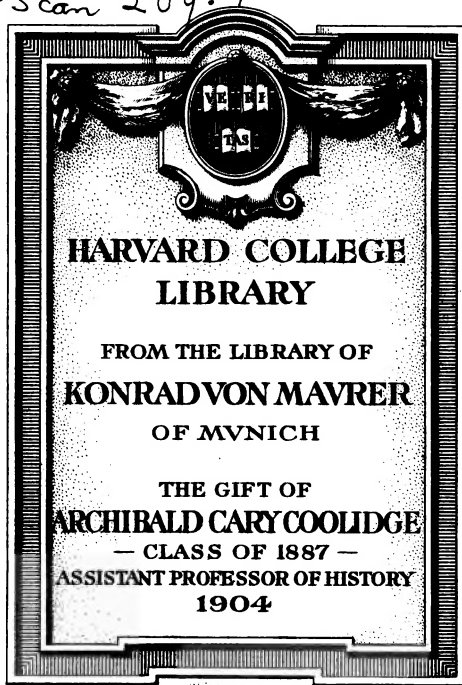 Scan 209.
VE RI
TAS
HARVARD COLLEGE
LIBRARY
FROM THE LIBRARY OF
KONRAD VON MAVRER
OF MVNICH
THE GIFT OF
ARCHIBALD CARY COOLIDGE
— CLASS OF 1887 —
ASSISTANT PROFESSOR OF HISTORY
1904